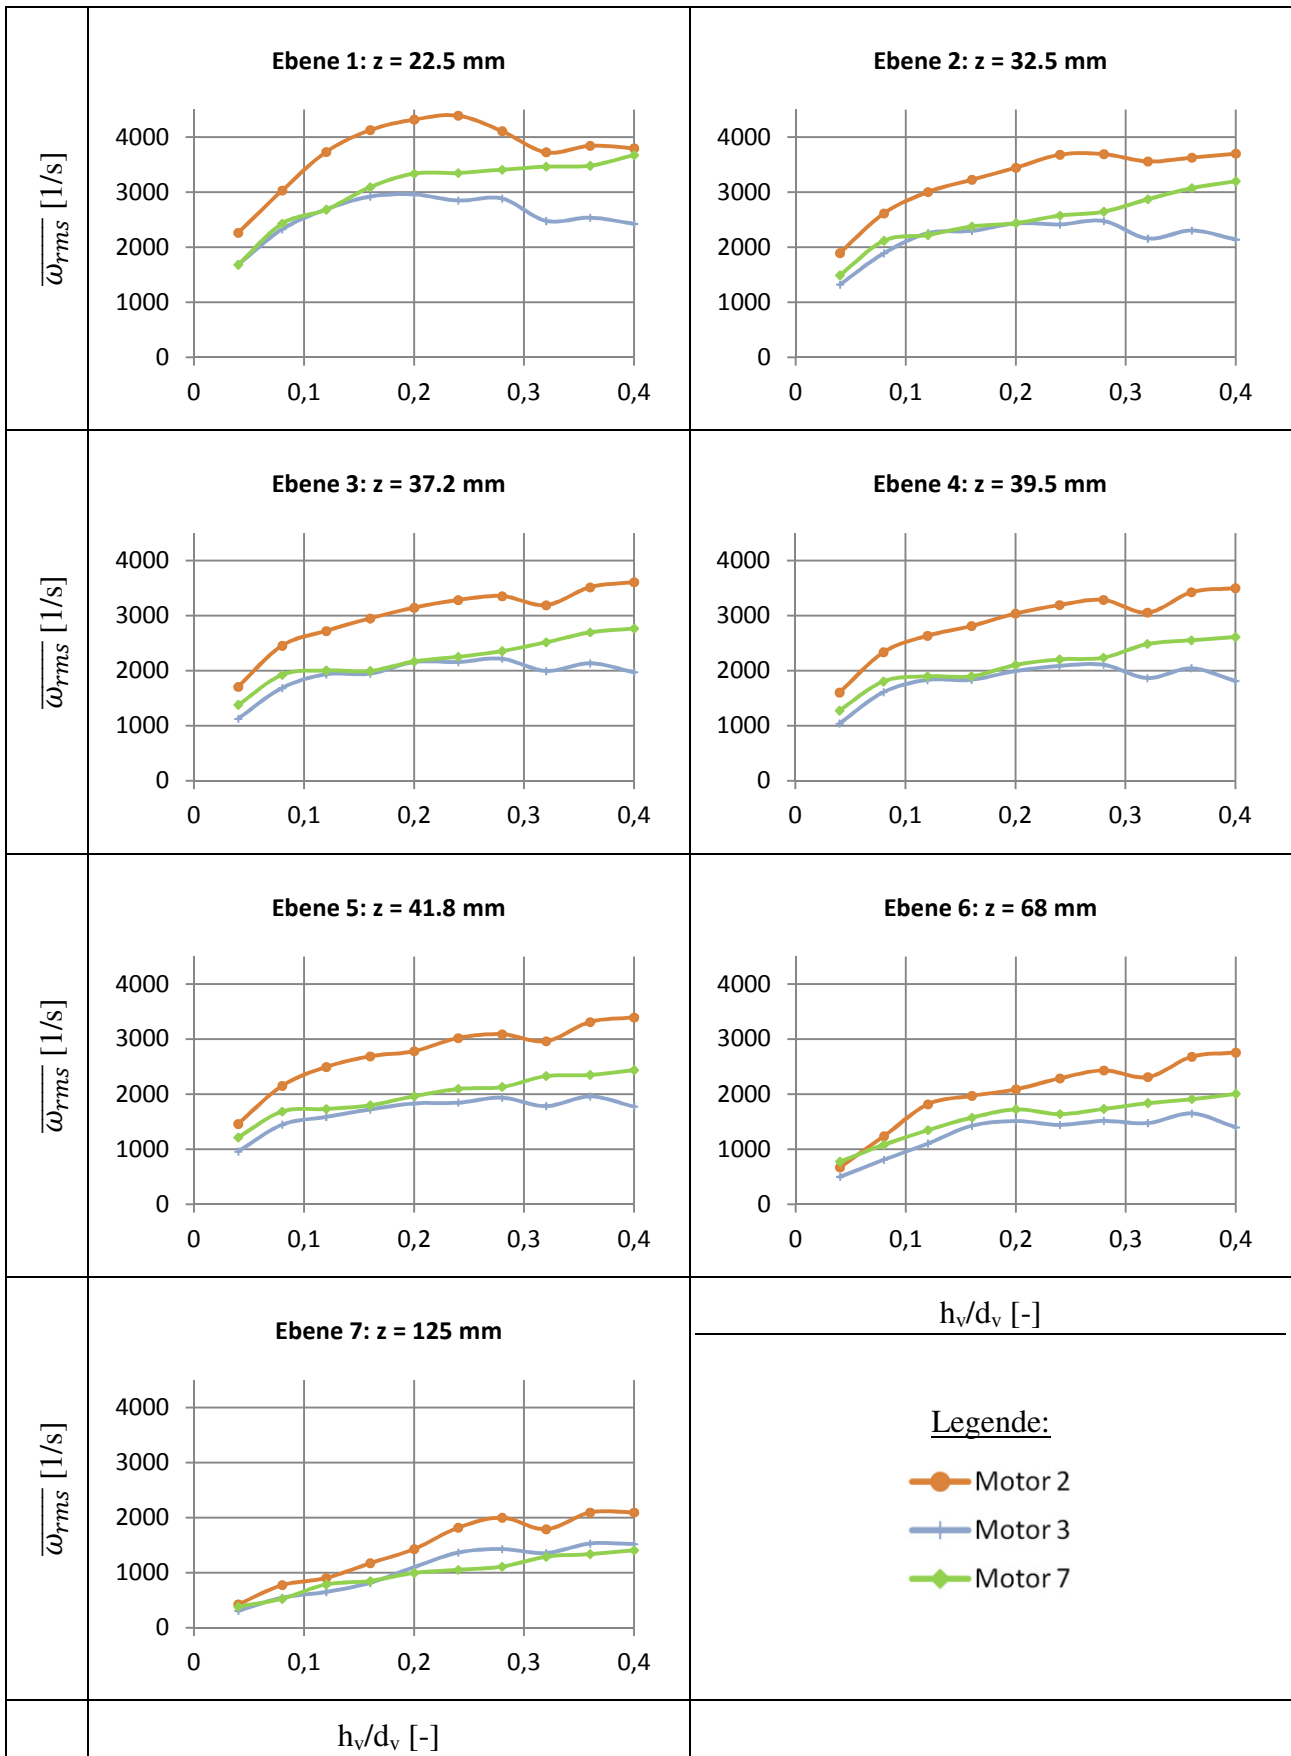 Ebene 1: z = 22.5 mm
ω_rms [1/s]
4000
3000
2000
1000
0
0 0,1 0,2 0,3 0,4
Ebene 2: z = 32.5 mm
4000
3000
2000
1000
0
0 0,1 0,2 0,3 0,4
Ebene 3: z = 37.2 mm
ω_rms [1/s]
4000
3000
2000
1000
0
0 0,1 0,2 0,3 0,4
Ebene 4: z = 39.5 mm
4000
3000
2000
1000
0
0 0,1 0,2 0,3 0,4
Ebene 5: z = 41.8 mm
ω_rms [1/s]
4000
3000
2000
1000
0
0 0,1 0,2 0,3 0,4
Ebene 6: z = 68 mm
4000
3000
2000
1000
0
0 0,1 0,2 0,3 0,4
Ebene 7: z = 125 mm
ω_rms [1/s]
4000
3000
2000
1000
0
0 0,1 0,2 0,3 0,4
h_v/d_v [-]
h_v/d_v [-]
Legende:
Motor 2
Motor 3
Motor 7